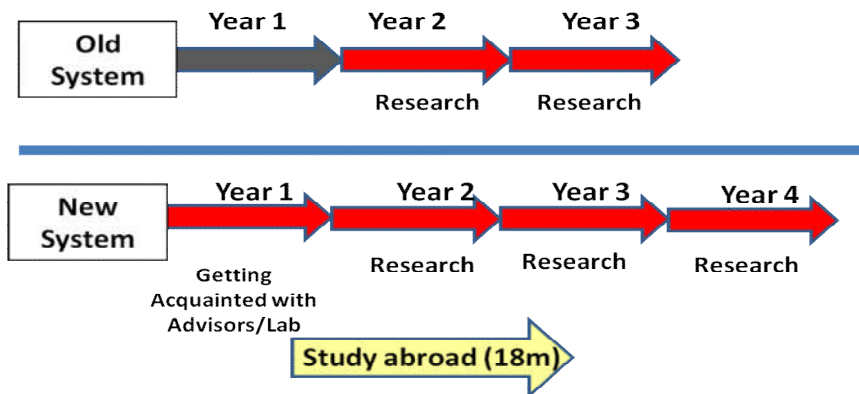 Year 1 Year 2 Year 3
Old
System
Research Research
Year 1 Year 2 Year 3 Year 4
New
System
Research Research Research
Getting
Acquainted with
Advisors/Lab
Study abroad (18m)